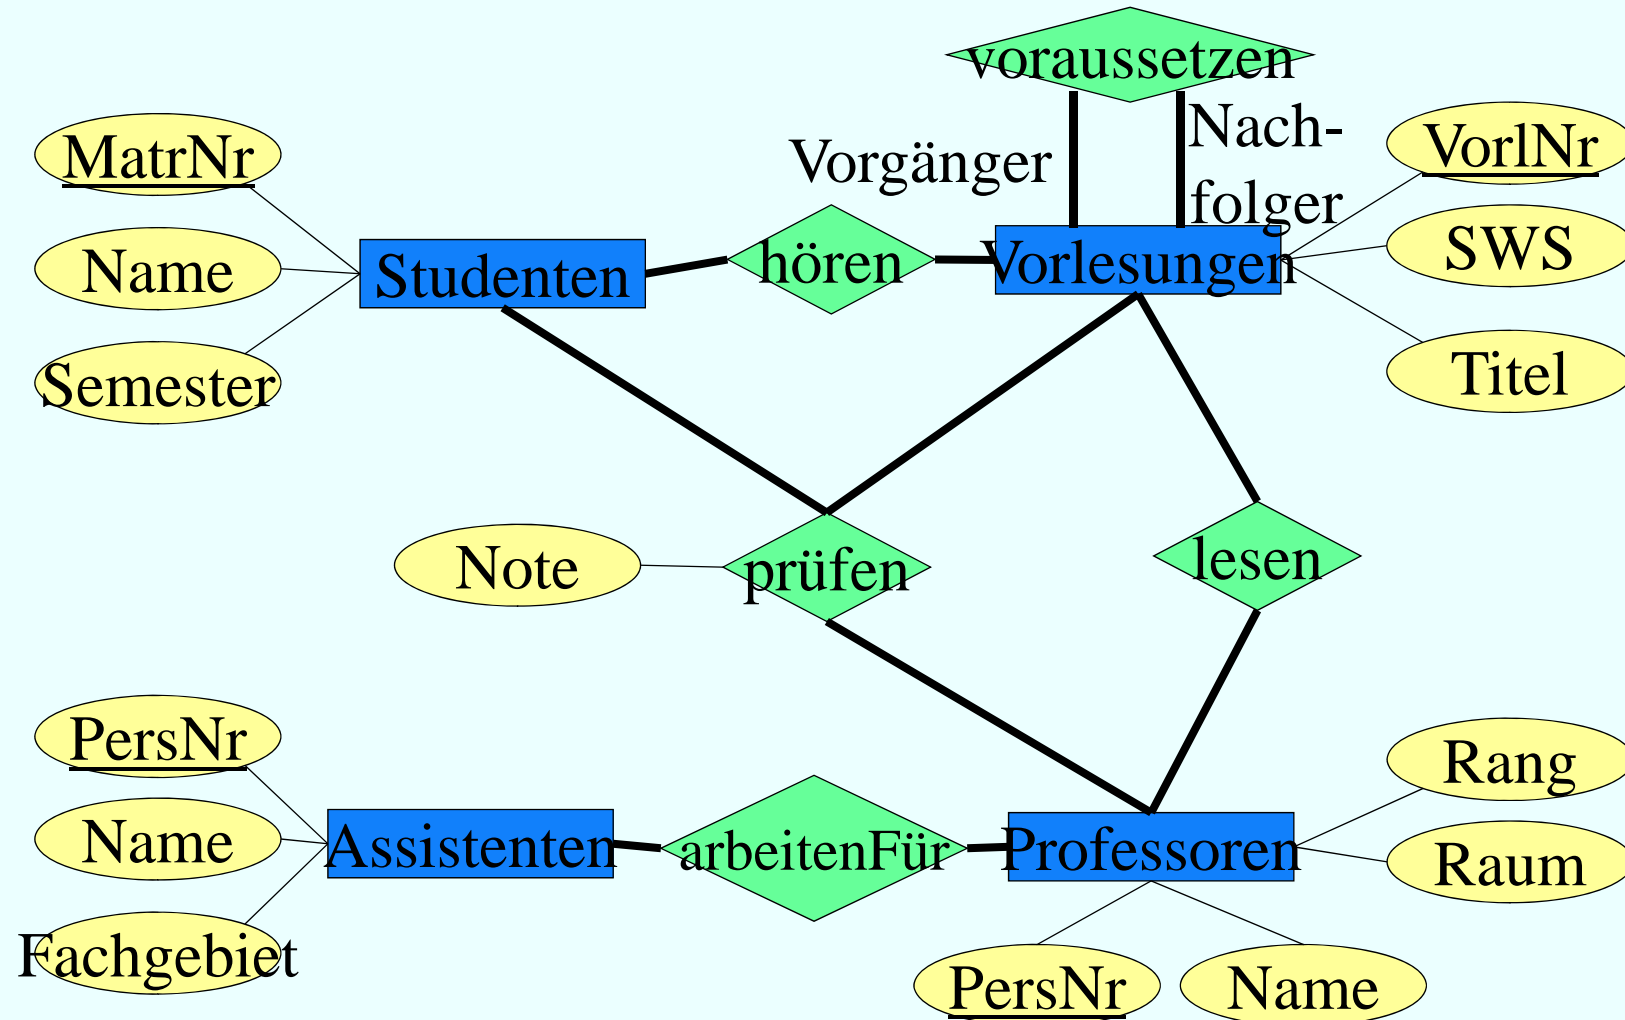 voraussetzen
Nach-
folger
Vorgänger
MatrNr
VorlNr
Name
Studenten
hören
Vorlesungen
SWS
Semester
Titel
Note
prüfen
lesen
PersNr
Rang
Name
Assistenten
arbeitenFür
Professoren
Raum
Fachgebiet
PersNr
Name